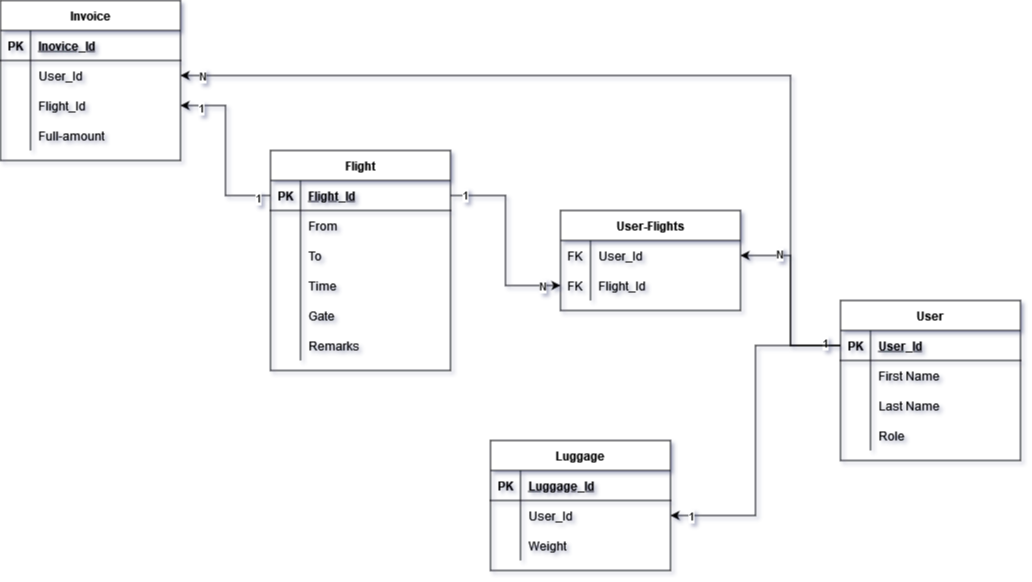 Invoice
PK Inovice_Id
User_Id
N
Flight_Id
1
Full-amount
Flight
1 PK Flight_Id 1
From
To
Time
Gate
Remarks
User-Flights
FK User_Id
N
N FK Flight_Id
User
1 PK User_Id
First Name
Last Name
Role
Luggage
PK Luggage_Id
User_Id
1
Weight